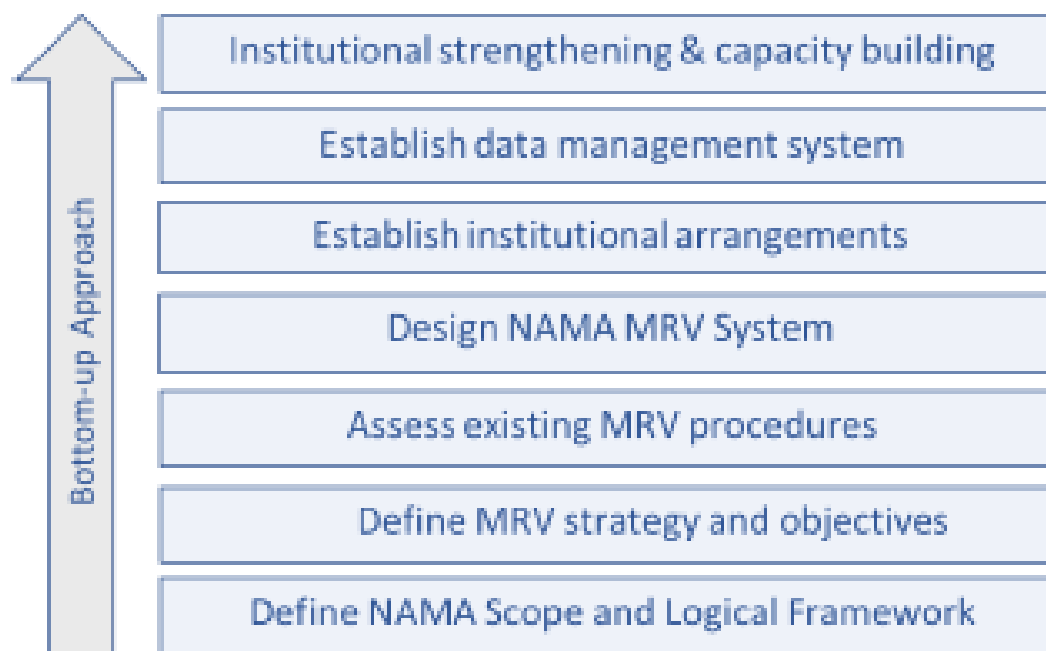 Institutional strengthening & capacity building
Establish data management system
Establish institutional arrangements
Design NAMA MRV System
Assess existing MRV procedures
Define MRV strategy and objectives
Define NAMA Scope and Logical Framework
Bottom-up Approach